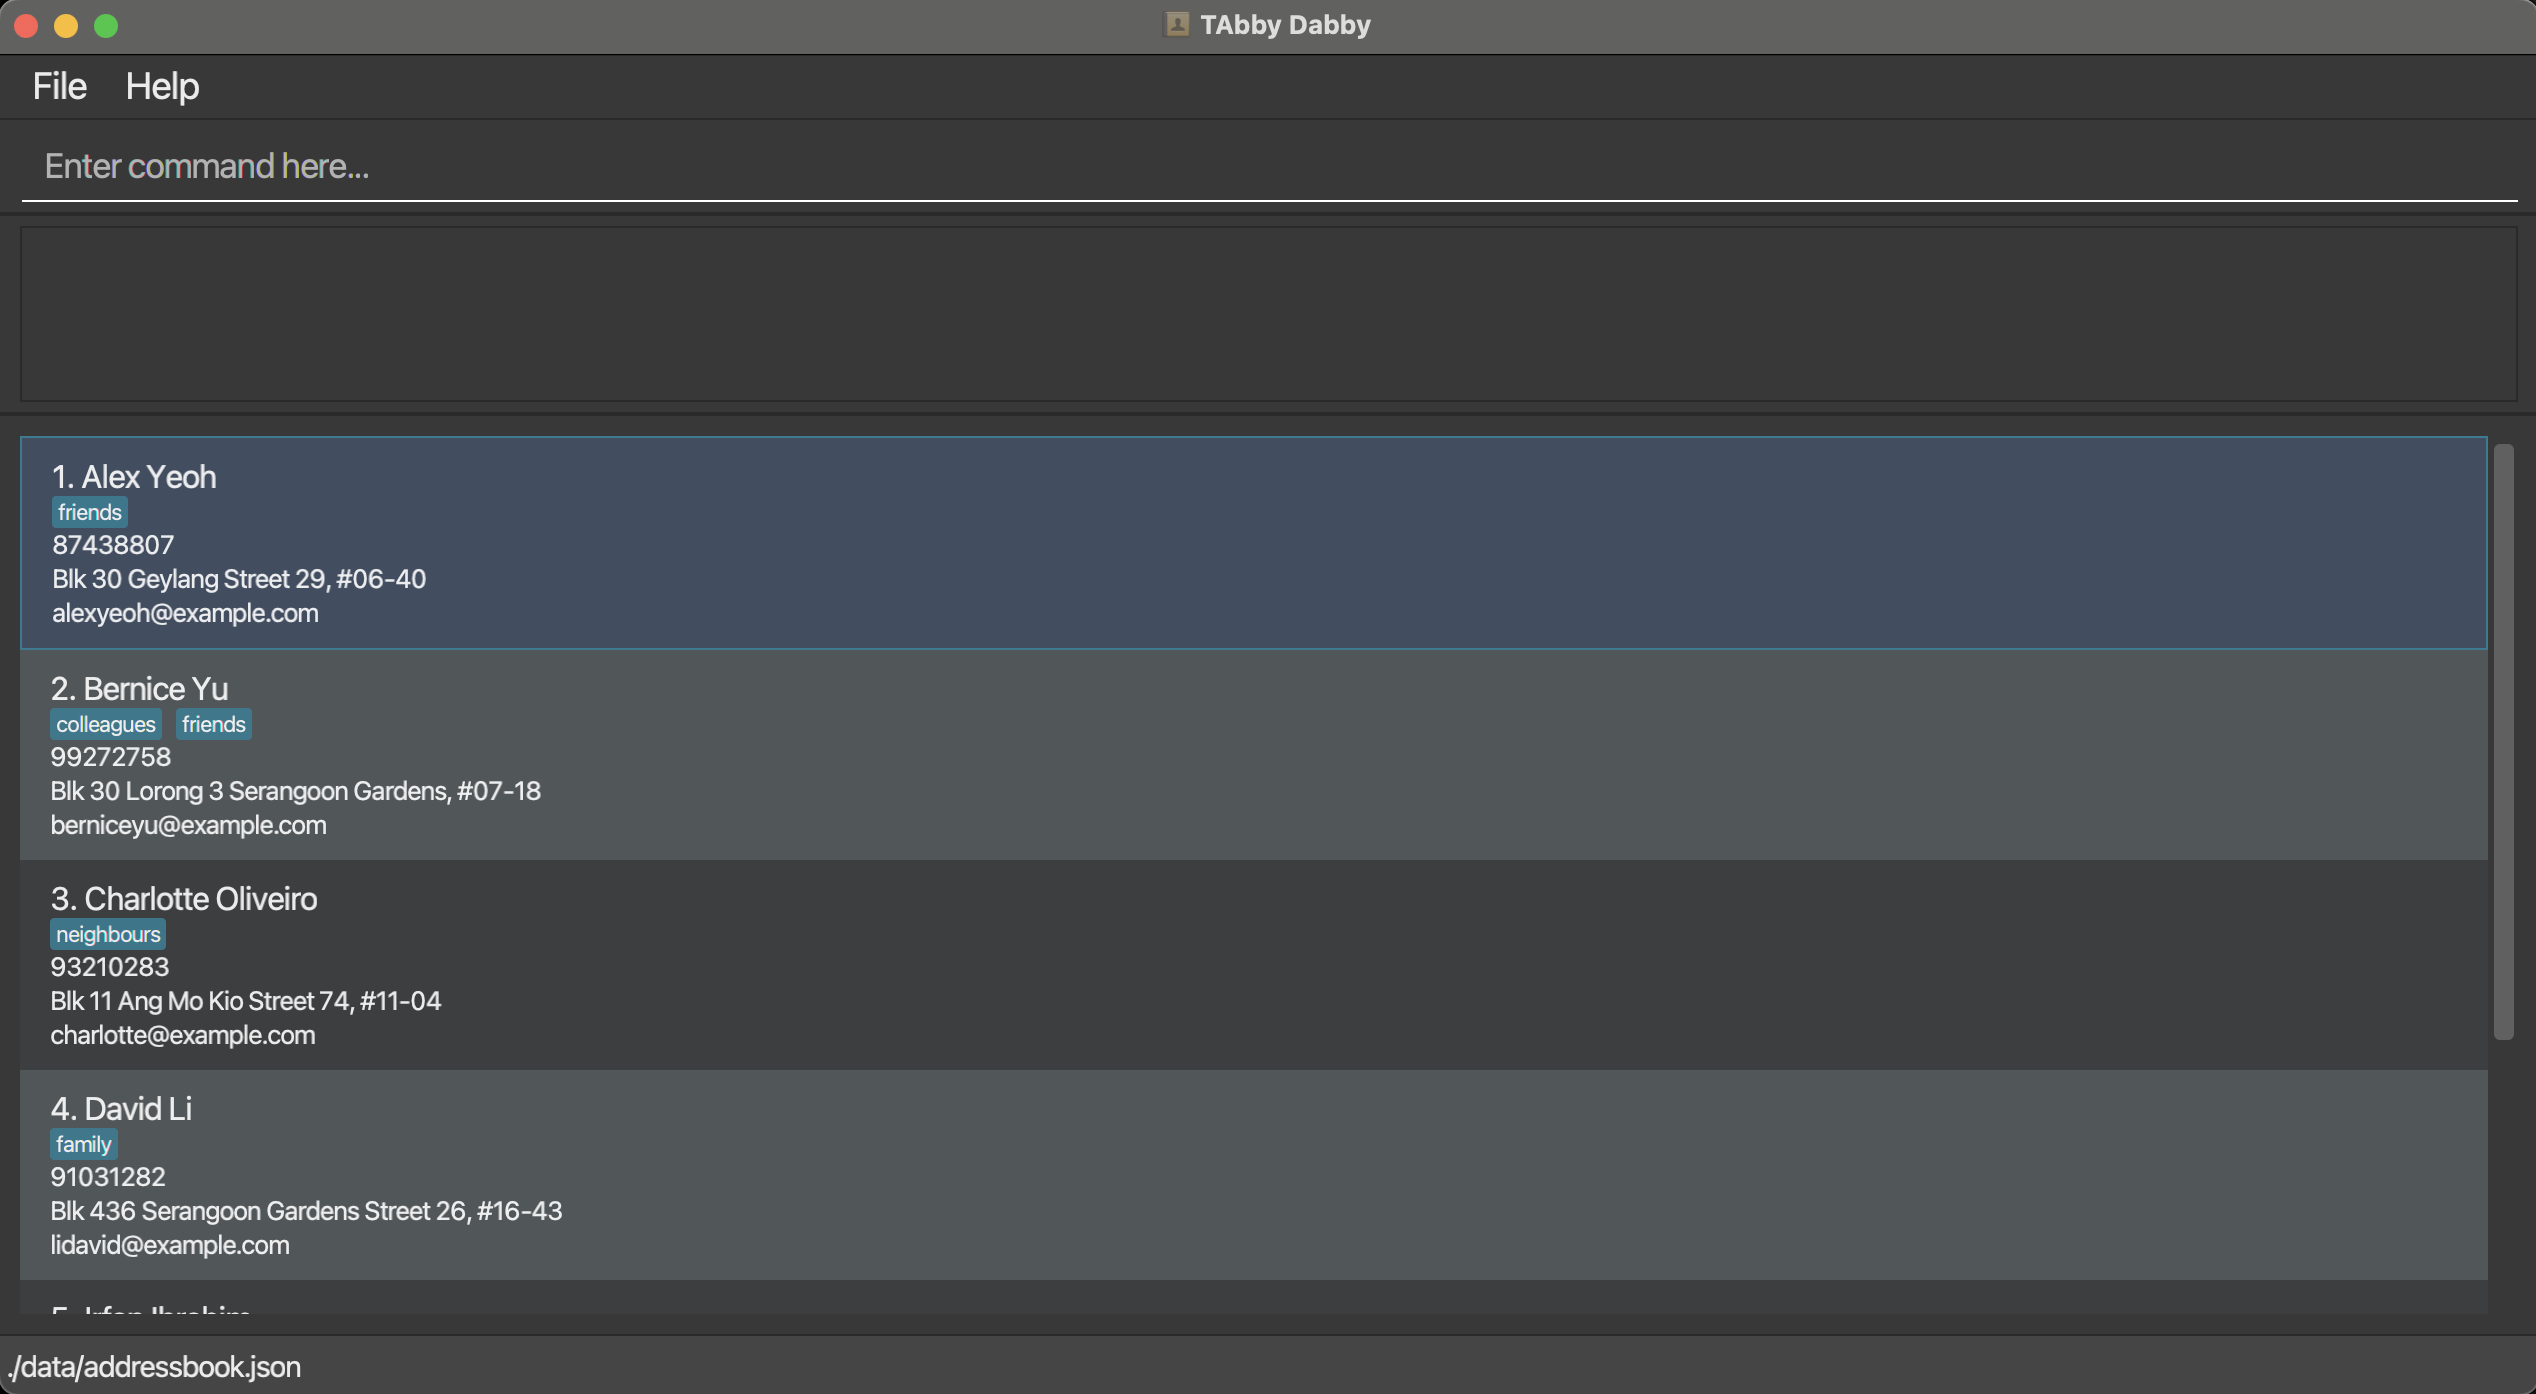 TAbby Dabby
File Help
Enter command here...
1. Alex Yeoh
friends
87438807
Blk 30 Geylang Street 29, #06-40
alexyeoh@example.com
2. Bernice Yu
colleagues friends
99272758
Blk 30 Lorong 3 Serangoon Gardens, #07-18
berniceyu@example.com
3. Charlotte Oliveiro
neighbours
93210283
Blk 11 Ang Mo Kio Street 74, #11-04
charlotte@example.com
4. David Li
family
91031282
Blk 436 Serangoon Gardens Street 26, #16-43
lidavid@example.com
5. Irfan Ibrahim
./data/addressbook.json